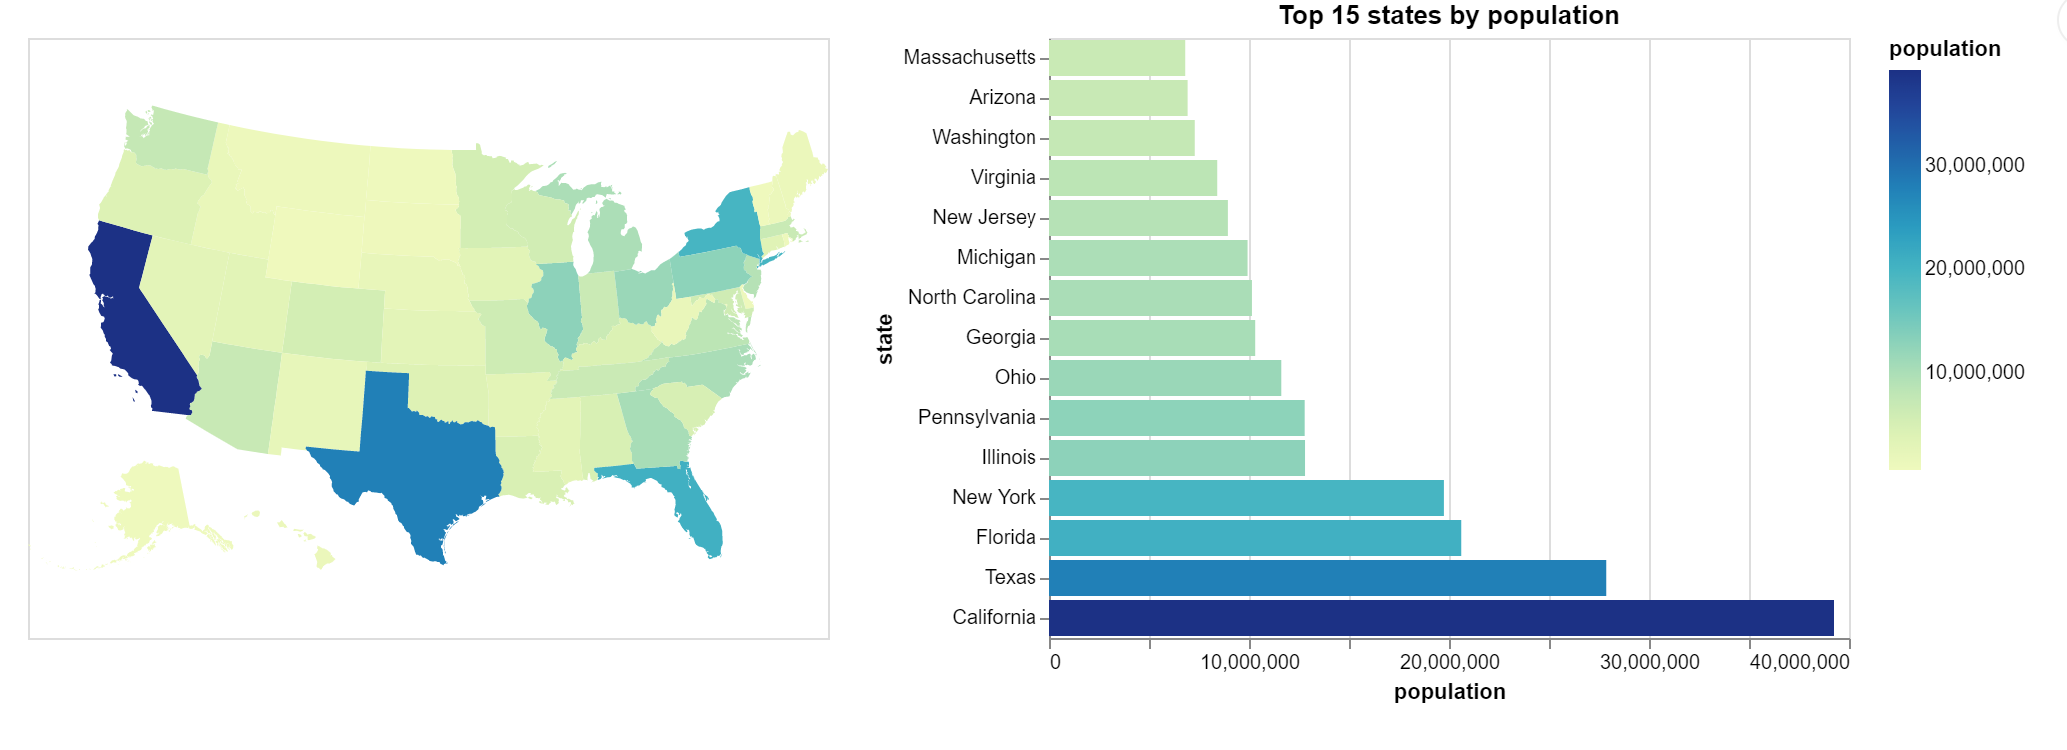 Top 15 states by population
state
Massachusetts
Arizona
Washington
Virginia
New Jersey
Michigan
North Carolina
Georgia
Ohio
Pennsylvania
Illinois
New York
Florida
Texas
California
0 10,000,000 20,000,000 30,000,000 40,000,000
population
population
30,000,000
20,000,000
10,000,000